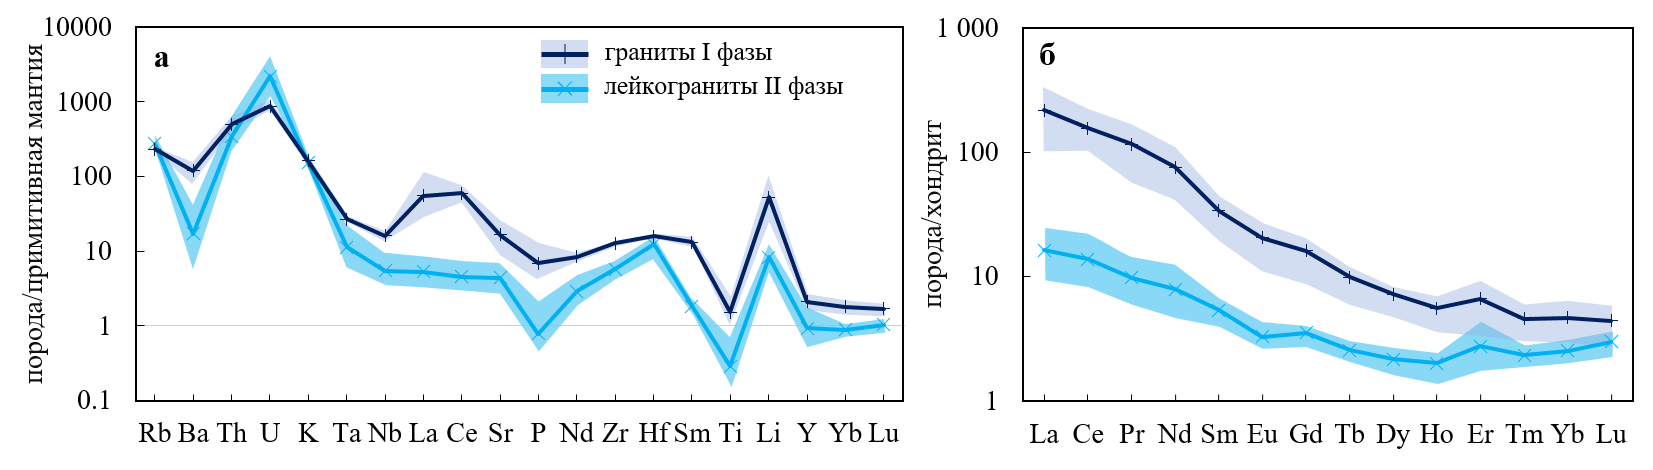 порода/примитивная мантия
10000
1000
100
10
1
0.1
а
граниты I фазы
лейкограниты II фазы
Rb Ba Th U K Ta Nb La Ce Sr P Nd Zr Hf Sm Ti Li Y Yb Lu
порода/хондрит
1 000
100
10
1
б
La Ce Pr Nd Sm Eu Gd Tb Dy Ho Er Tm Yb Lu